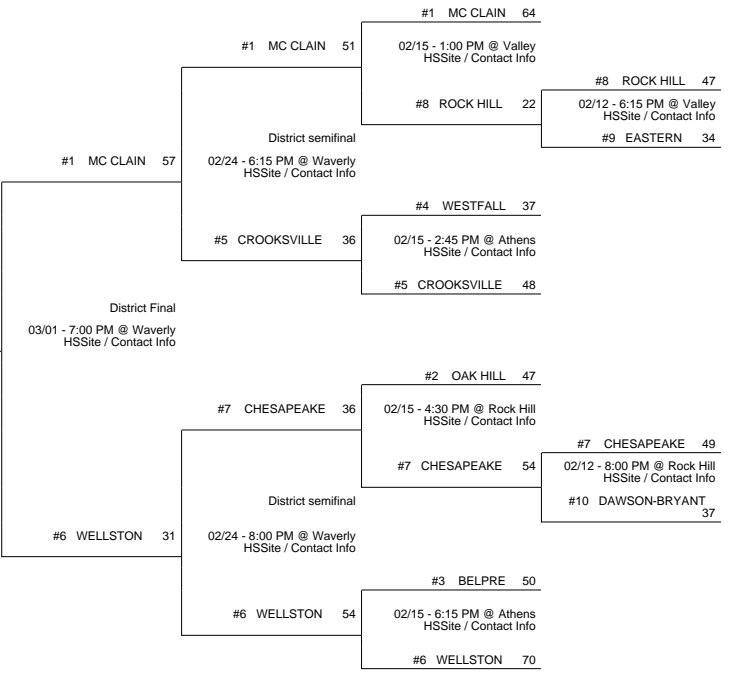 #1 MC CLAIN 64
#1 MC CLAIN 51
02/15 - 1:00 PM @ Valley
HSSite / Contact Info
#8 ROCK HILL 47
#8 ROCK HILL 22
02/12 - 6:15 PM @ Valley
HSSite / Contact Info
District semifinal
#9 EASTERN 34
#1 MC CLAIN 57
02/24 - 6:15 PM @ Waverly
HSSite / Contact Info
#4 WESTFALL 37
#5 CROOKSVILLE 36
02/15 - 2:45 PM @ Athens
HSSite / Contact Info
#5 CROOKSVILLE 48
District Final
03/01 - 7:00 PM @ Waverly
HSSite / Contact Info
#2 OAK HILL 47
#7 CHESAPEAKE 36
02/15 - 4:30 PM @ Rock Hill
HSSite / Contact Info
#7 CHESAPEAKE 49
#7 CHESAPEAKE 54
02/12 - 8:00 PM @ Rock Hill
HSSite / Contact Info
District semifinal
#10 DAWSON-BRYANT
37
#6 WELLSTON 31
02/24 - 8:00 PM @ Waverly
HSSite / Contact Info
#3 BELPRE 50
#6 WELLSTON 54
02/15 - 6:15 PM @ Athens
HSSite / Contact Info
#6 WELLSTON 70